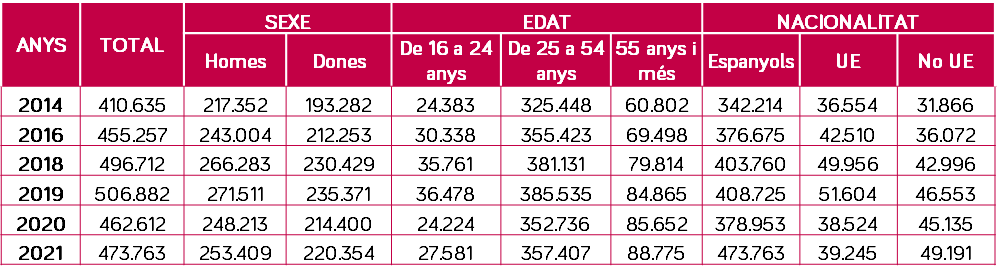 ANYS TOTAL SEXE EDAT NACIONALITAT
Homes Dones De 16 a 24 anys De 25 a 54 anys 55 anys i més Espanyols UE No UE
2014 410.635 217.352 193.282 24.383 325.448 60.802 342.214 36.554 31.866
2016 455.257 243.004 212.253 30.338 355.423 69.498 376.675 42.510 36.072
2018 496.712 266.283 230.429 35.761 381.131 79.814 403.760 49.956 42.996
2019 506.882 271.511 235.371 36.478 385.535 84.865 408.725 51.604 46.553
2020 462.612 248.213 214.400 24.224 352.736 85.652 378.953 38.524 45.135
2021 473.763 253.409 220.354 27.581 357.407 88.775 473.763 39.245 49.191